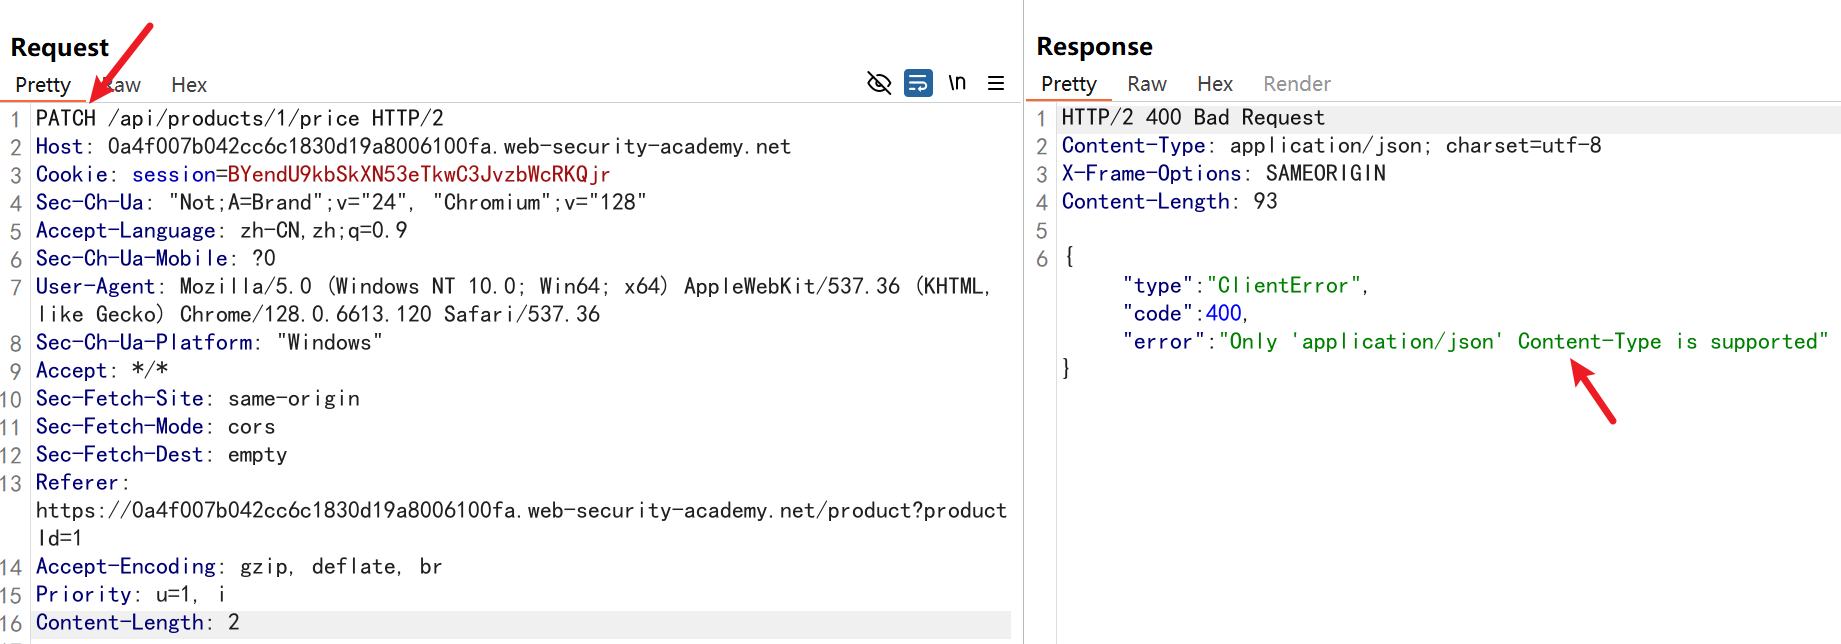 Request
Pretty Raw Hex \n
1 PATCH /api/products/1/price HTTP/2
2 Host: 0a4f007b042cc6c1830d19a8006100fa.web-security-academy.net
3 Cookie: session=BYendU9kbSkXN53eTkwC3JvzbWcRKQjr
4 Sec-Ch-Ua: "Not;A=Brand";v="24", "Chromium";v="128"
5 Accept-Language: zh-CN,zh;q=0.9
6 Sec-Ch-Ua-Mobile: ?0
7 User-Agent: Mozilla/5.0 (Windows NT 10.0; Win64; x64) AppleWebKit/537.36 (KHTML,
like Gecko) Chrome/128.0.6613.120 Safari/537.36
8 Sec-Ch-Ua-Platform: "Windows"
9 Accept: */*
10 Sec-Fetch-Site: same-origin
11 Sec-Fetch-Mode: cors
12 Sec-Fetch-Dest: empty
13 Referer:
https://0a4f007b042cc6c1830d19a8006100fa.web-security-academy.net/product?product
Id=1
14 Accept-Encoding: gzip, deflate, br
15 Priority: u=1, i
16 Content-Length: 2
Response
Pretty Raw Hex Render
1 HTTP/2 400 Bad Request
2 Content-Type: application/json; charset=utf-8
3 X-Frame-Options: SAMEORIGIN
4 Content-Length: 93
5
6 {
"type":"ClientError",
"code":400,
"error":"Only 'application/json' Content-Type is supported"
}